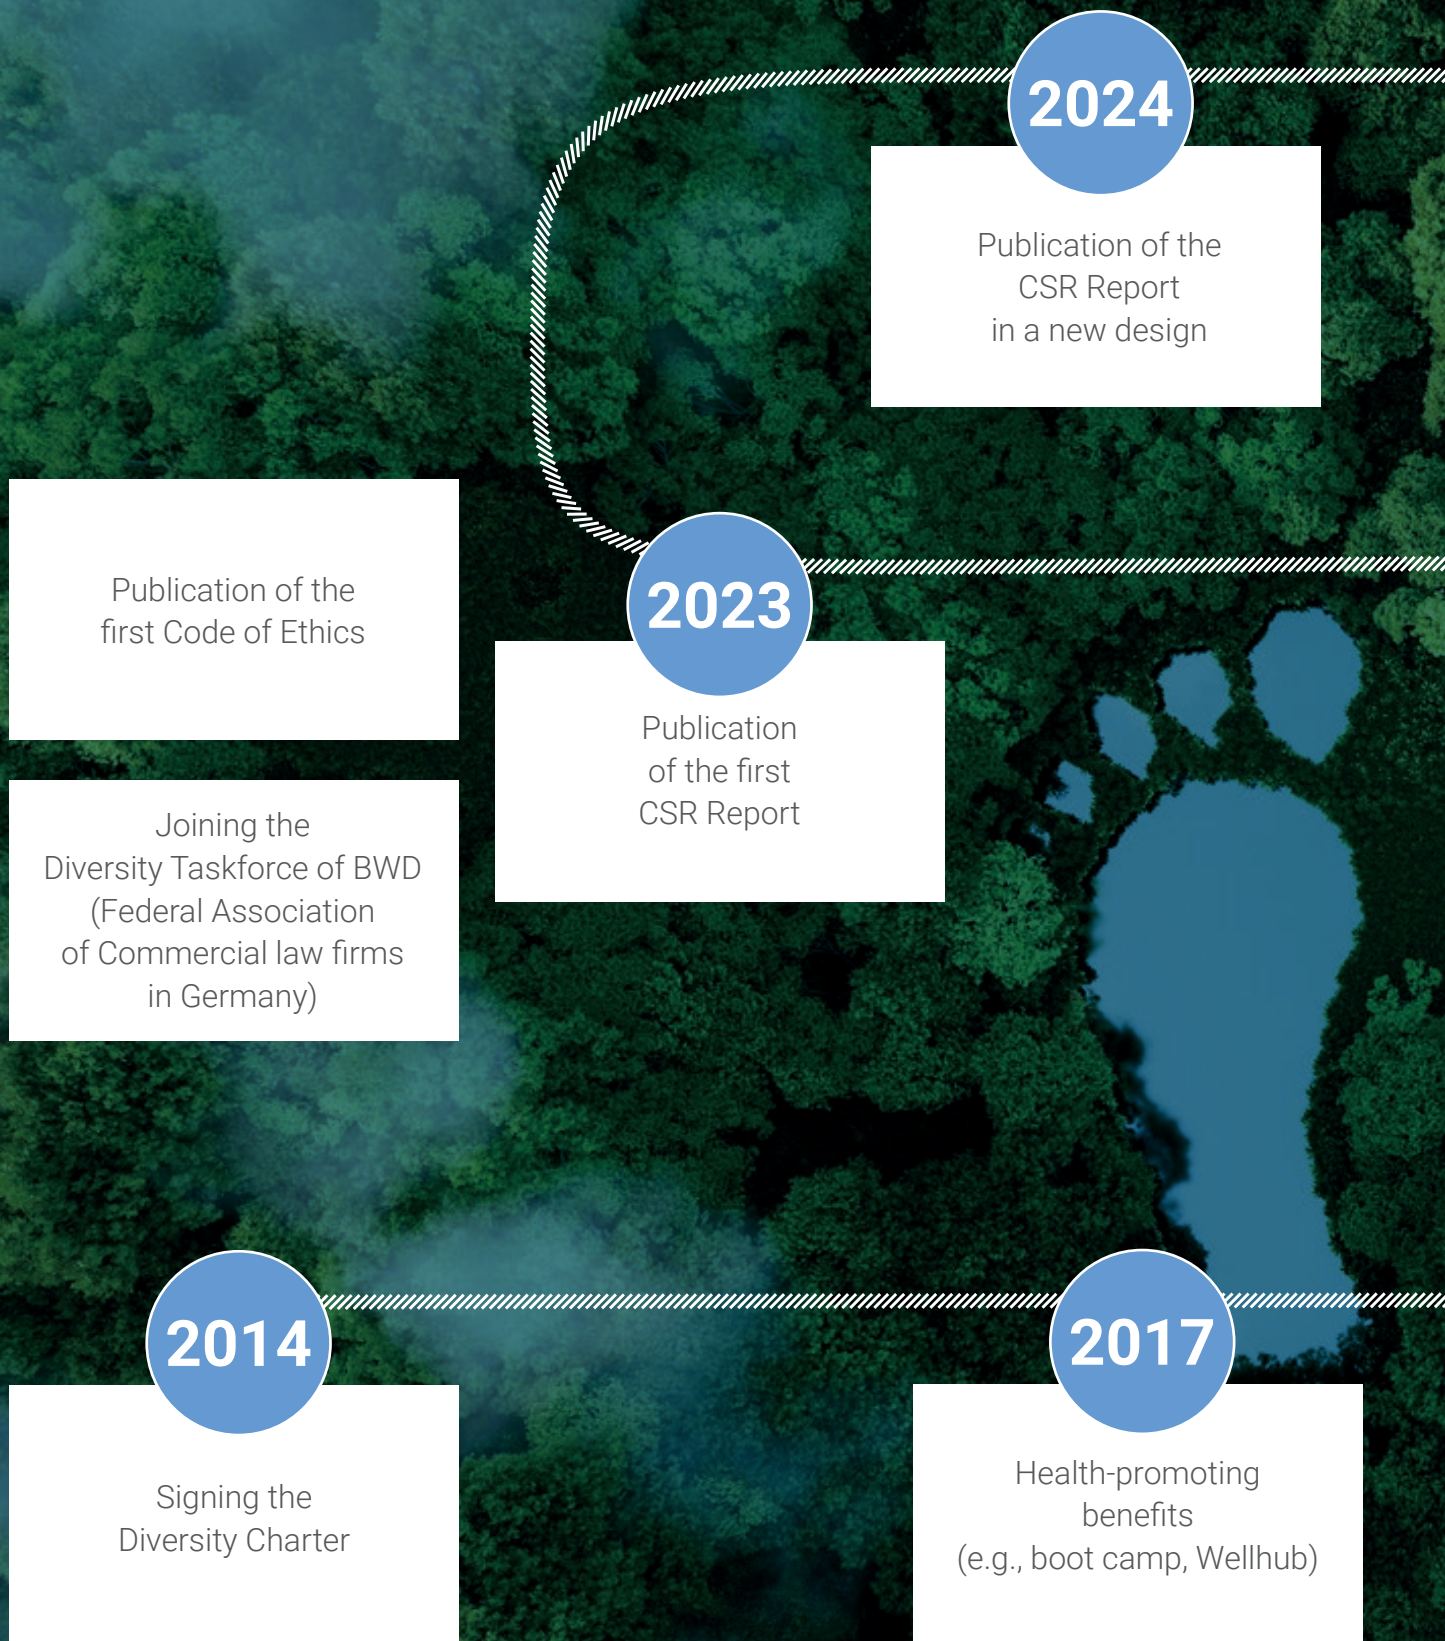 2024
Publication of the
CSR Report
in a new design
Publication of the
first Code of Ethics
Joining the
Diversity Taskforce of BWD
(Federal Association
of Commercial law firms
in Germany)
2023
Publication
of the first
CSR Report
2014
Signing the
Diversity Charter
2017
Health-promoting
benefits
(e.g., boot camp, Wellhub)